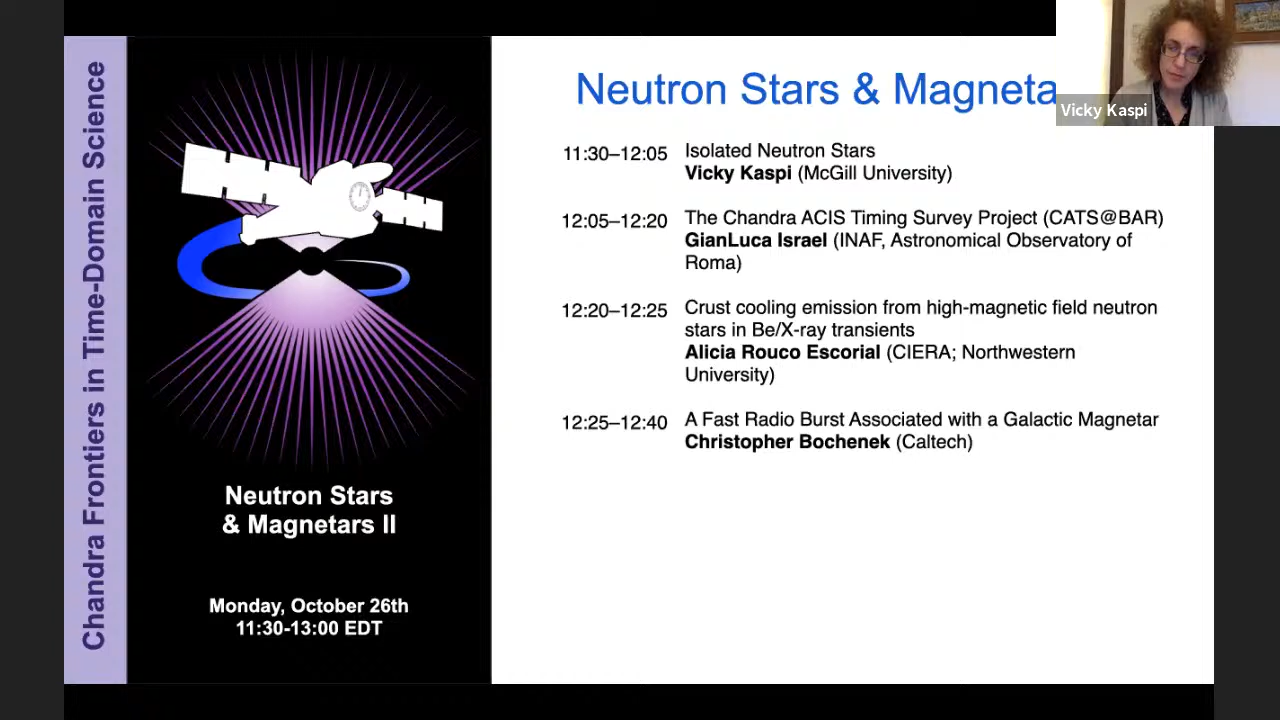 Chandra Frontiers in Time-Domain Science
Neutron Stars
& Magnetars II
Monday, October 26th
11:30-13:00 EDT
Neutron Stars & Magneta
11:30–12:05 Isolated Neutron Stars
Vicky Kaspi (McGill University)
12:05–12:20 The Chandra ACIS Timing Survey Project (CATS@BAR)
GianLuca Israel (INAF, Astronomical Observatory of
Roma)
12:20–12:25 Crust cooling emission from high-magnetic field neutron
stars in Be/X-ray transients
Alicia Rouco Escorial (CIERA; Northwestern
University)
12:25–12:40 A Fast Radio Burst Associated with a Galactic Magnetar
Christopher Bochenek (Caltech)
Vicky Kaspi